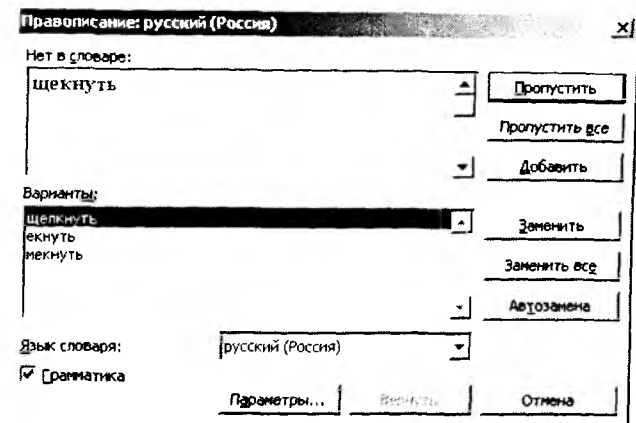 Правописание: русский (Россия)
Нет в словаре:
щекнуть
Пропустить
Пропустить все
Добавить
Варианты:
щелкнуть
екнуть
мекнуть
Заменить
Заменить все
Автозамена
Язык словаря:
русский (Россия)
Грамматика
Параметры...
Вернуть
Отмена